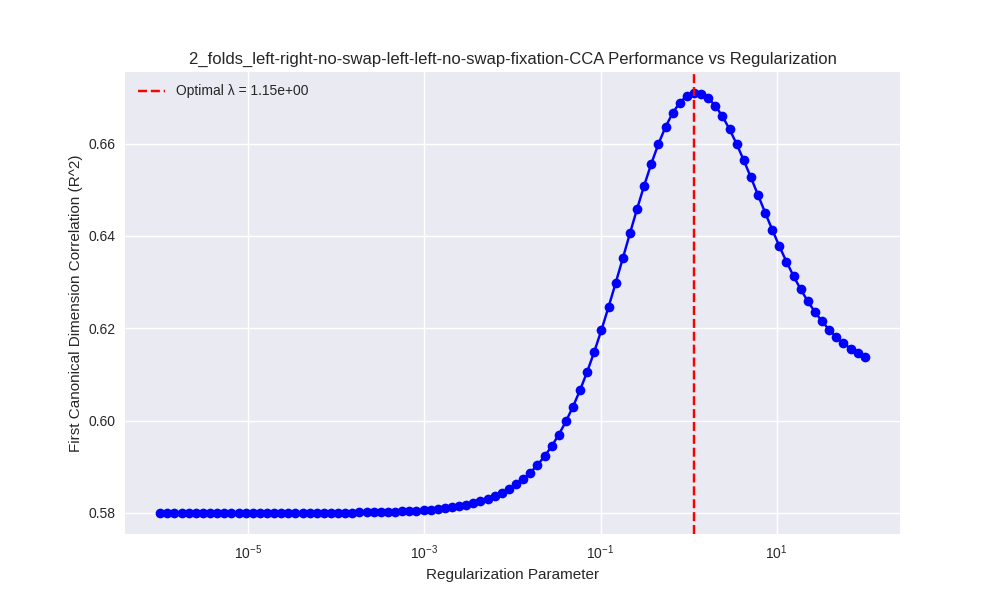 2_folds_left-right-no-swap-left-left-no-swap-fixation-CCA Performance vs Regularization
Optimal λ = 1.15e+00
First Canonical Dimension Correlation (R^2)
0.66
0.64
0.62
0.60
0.58
10⁻⁵
10⁻³
10⁻¹
10¹
Regularization Parameter